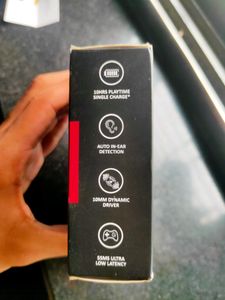 10HRS PLAYTIME
SINGLE CHARGE*
AUTO IN-EAR
DETECTION
10MM DYNAMIC
DRIVER
55MS ULTRA
LOW LATENCY